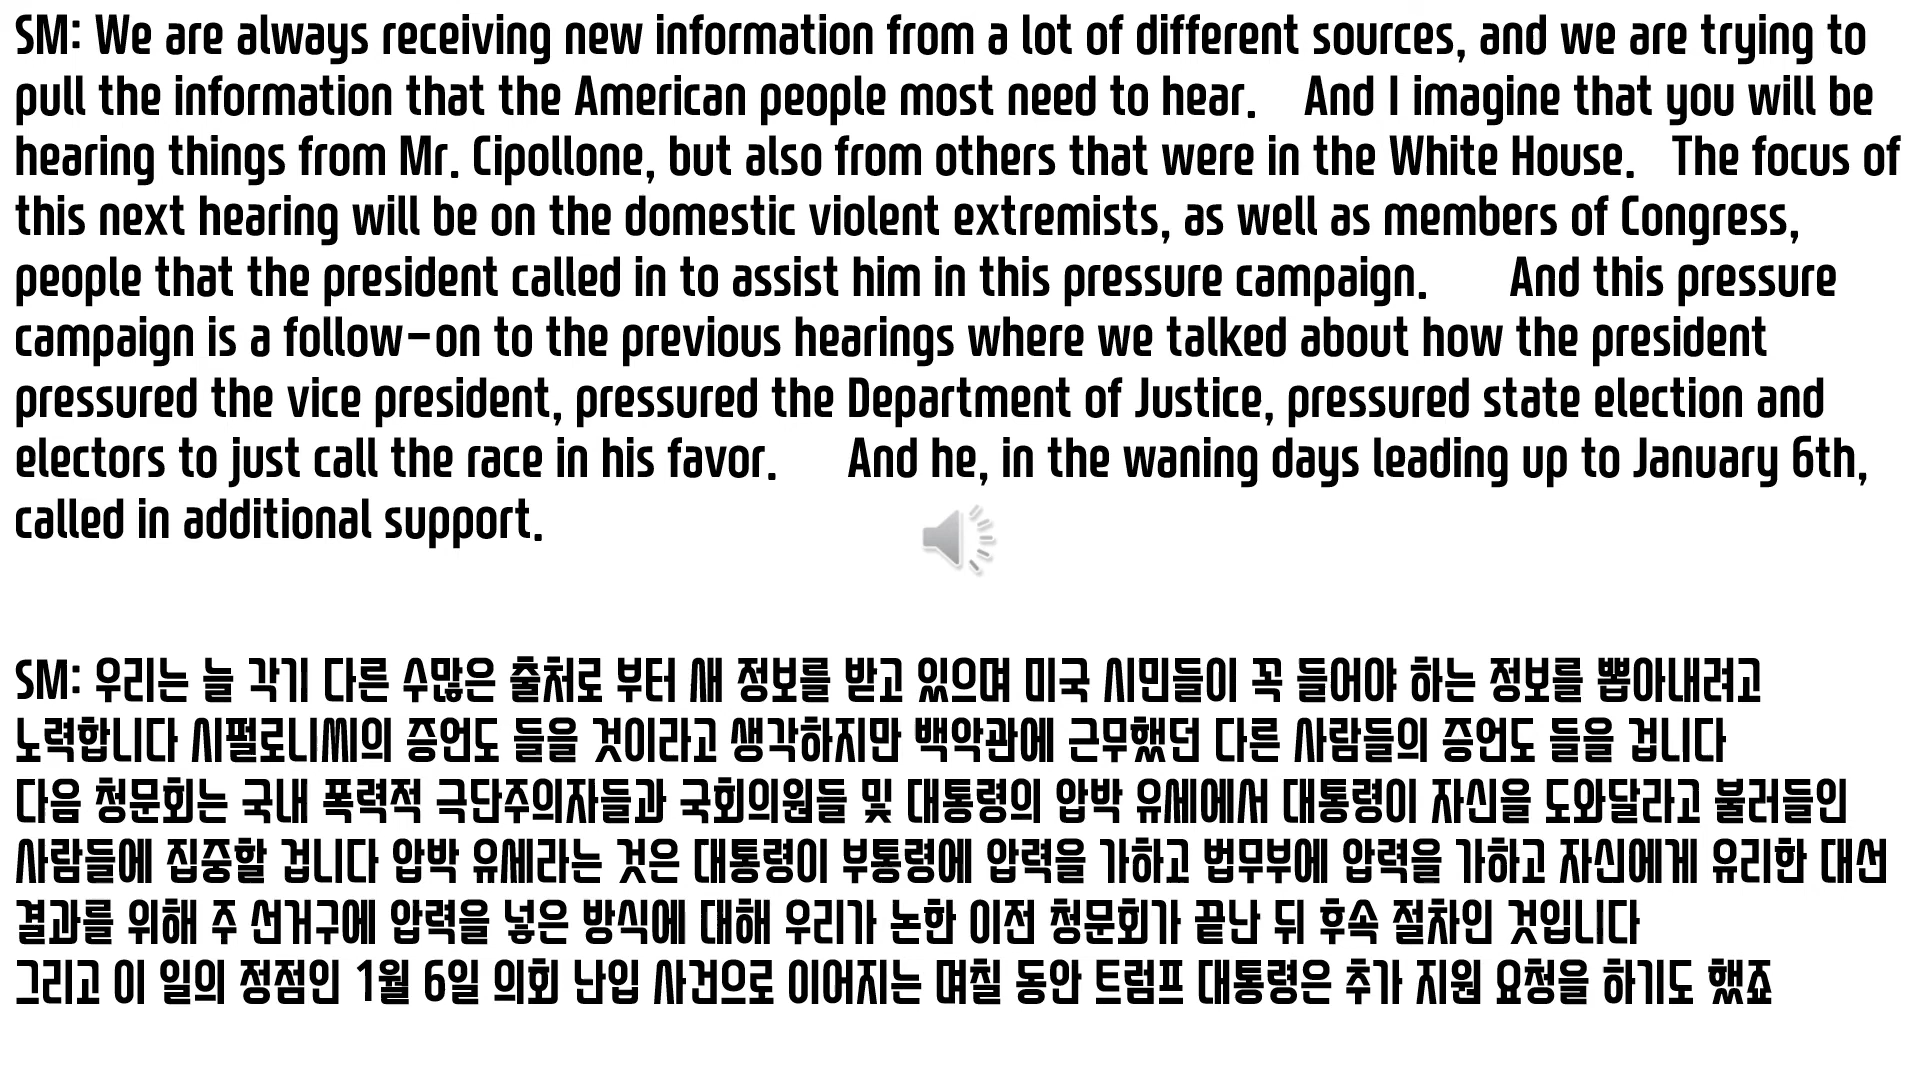 SM: We are always receiving new information from a lot of different sources, and we are trying to
pull the information that the American people most need to hear. And I imagine that you will be
hearing things from Mr. Cipollone, but also from others that were in the White House. The focus of
this next hearing will be on the domestic violent extremists, as well as members of Congress,
people that the president called in to assist him in this pressure campaign. And this pressure
campaign is a follow-on to the previous hearings where we talked about how the president
pressured the vice president, pressured the Department of Justice, pressured state election and
electors to just call the race in his favor. And he, in the waning days leading up to January 6th,
called in additional support.
SM: 우리는 늘 각기 다른 수많은 출처로 부터 새 정보를 받고 있으며 미국 시민들이 꼭 들어야 하는 정보를 뽑아내려고
노력합니다 시펄로니씨의 증언도 들을 것이라고 생각하지만 백악관에 근무했던 다른 사람들의 증언도 들을 겁니다
다음 청문회는 국내 폭력적 극단주의자들과 국회의원들 및 대통령의 압박 유세에서 대통령이 자신을 도와달라고 불러들인
사람들에 집중할 겁니다 압박 유세라는 것은 대통령이 부통령에 압력을 가하고 법무부에 압력을 가하고 자신에게 유리한 대선
결과를 위해 주 선거구에 압력을 넣은 방식에 대해 우리가 논한 이전 청문회가 끝난 뒤 후속 절차인 것입니다
그리고 이 일의 정점인 1월 6일 의회 난입 사건으로 이어지는 며칠 동안 트럼프 대통령은 추가 지원 요청을 하기도 했죠